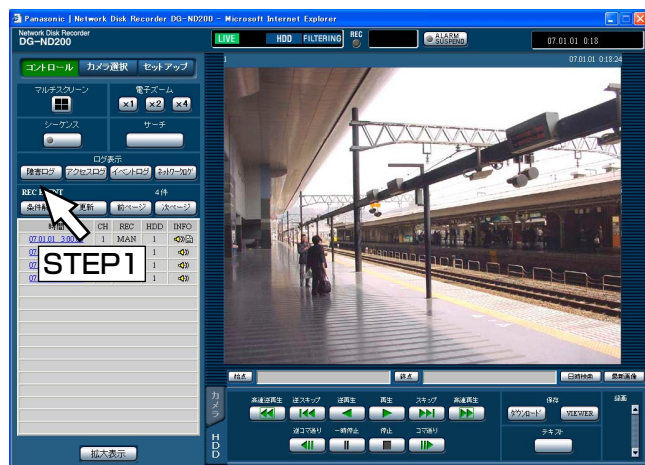 Panasonic | Network Disk Recorder DG-ND200 - Microsoft Internet Explorer
Network Disk Recorder
DG-ND200
LIVE HDD FILTERING REC ALARM SUSPEND 07.01.01 0:18
コントロール カメラ選択 セットアップ
1 07.01.01 0:18:24
マルチスクリーン 電子ズーム
x1 x2 x4
シーケンス サーチ
ログ表示
障害ログ アクセスログ イベントログ ネットワークログ
REC EVENT 4件
更新 前ページ 次ページ
CH REC HDD INFO
07.01.01 1 MAN 1
07 1
07 1
07 1
STEP1
始点 終点 日時検索 最新画像
カメラ
高速逆再生 逆スキップ 逆再生 再生 スキップ 高速再生 保存 録画
ダウンロード VIEWER
逆コマ送り 一時停止 停止 コマ送り テキスト
HDD
拡大表示